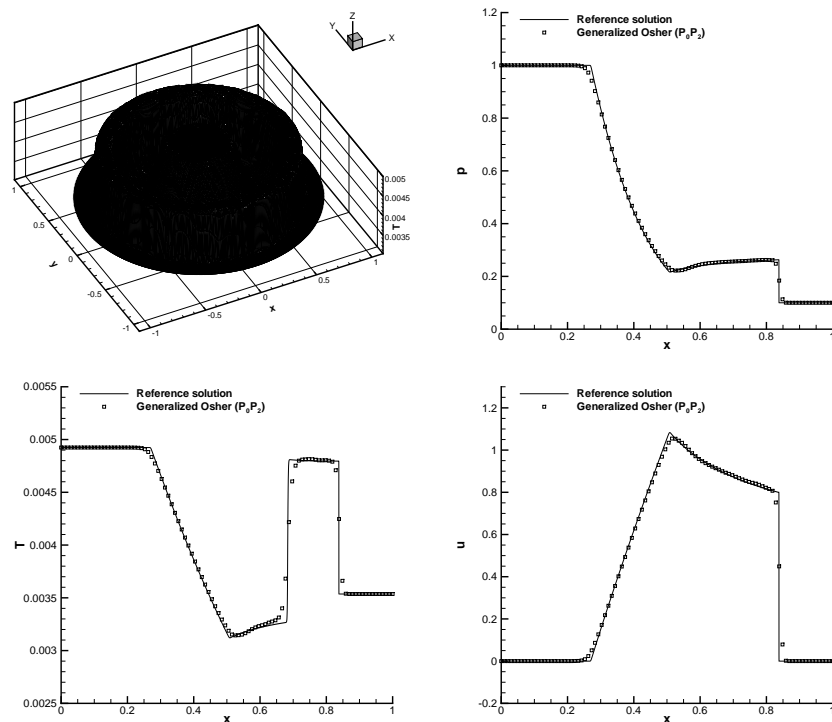 Z
Y
X
0.005
0.0045
0.004
0.0035
T
1
0.5
0
-0.5
-1
y
-1
-0.5
0
0.5
1
x
Reference solution
Generalized Osher (P0P2)
1.2
1
0.8
0.6
0.4
0.2
0
p
0 0.2 0.4 0.6 0.8 1
x
Reference solution
Generalized Osher (P0P2)
0.0055
0.005
0.0045
0.004
0.0035
0.003
0.0025
T
0 0.2 0.4 0.6 0.8 1
x
Reference solution
Generalized Osher (P0P2)
1.2
1
0.8
0.6
0.4
0.2
0
-0.2
u
0 0.2 0.4 0.6 0.8 1
x